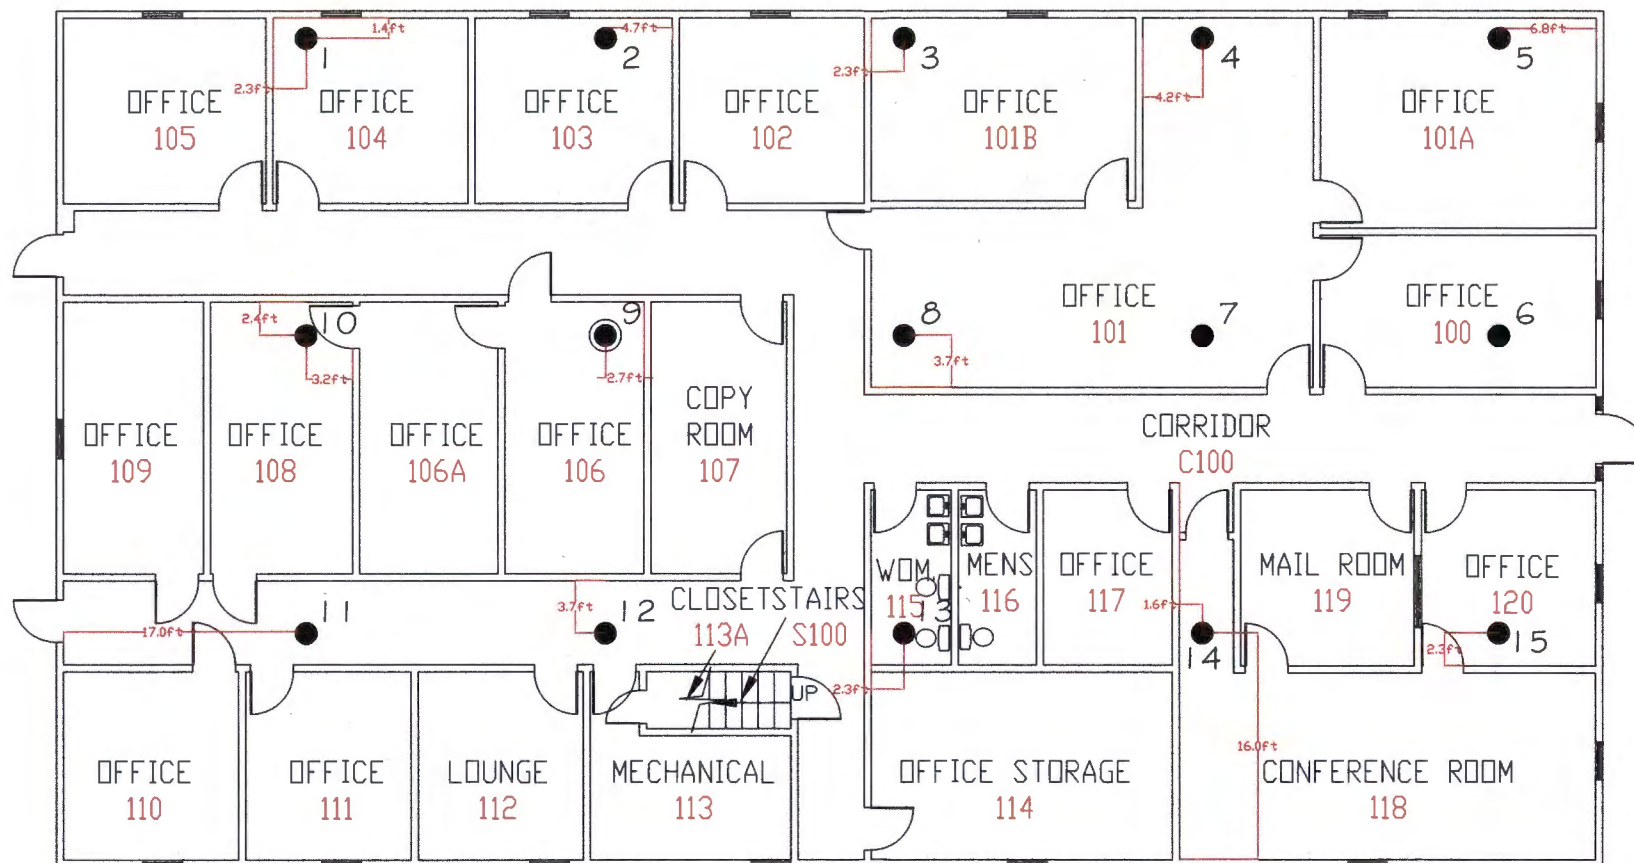 1.4ft
4.7ft
6.8ft
1
2
3
4
5
2.3ft
2.3ft
4.2ft
OFFICE
105
OFFICE
104
OFFICE
103
OFFICE
102
OFFICE
101B
OFFICE
101A
OFFICE
101
OFFICE
100
2.4ft
10
9
8
7
6
3.2ft
2.7ft
3.7ft
OFFICE
109
OFFICE
108
OFFICE
106A
OFFICE
106
COPY
ROOM
107
CORRIDOR
C100
WOM.
115
MENS
116
OFFICE
117
MAIL ROOM
119
OFFICE
120
17.0ft
11
3.7ft
12
CLOSET
113A
STAIRS
S100
13
1.6ft
14
2.3ft
15
2.3ft
UP
16.0ft
OFFICE
110
OFFICE
111
LOUNGE
112
MECHANICAL
113
OFFICE STORAGE
114
CONFERENCE ROOM
118